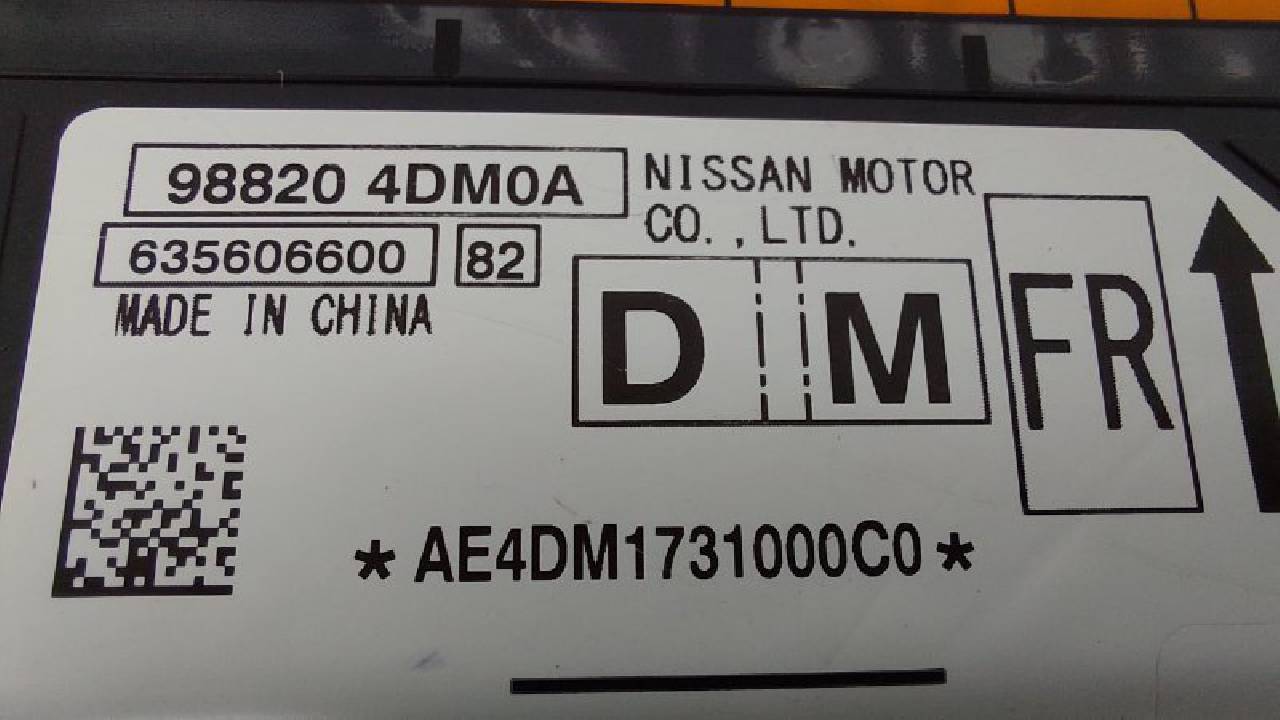 98820 4DM0A
NISSAN MOTOR
CO.,LTD.
635606600
82
MADE IN CHINA
D M
FR
*AE4DM1731000C0*